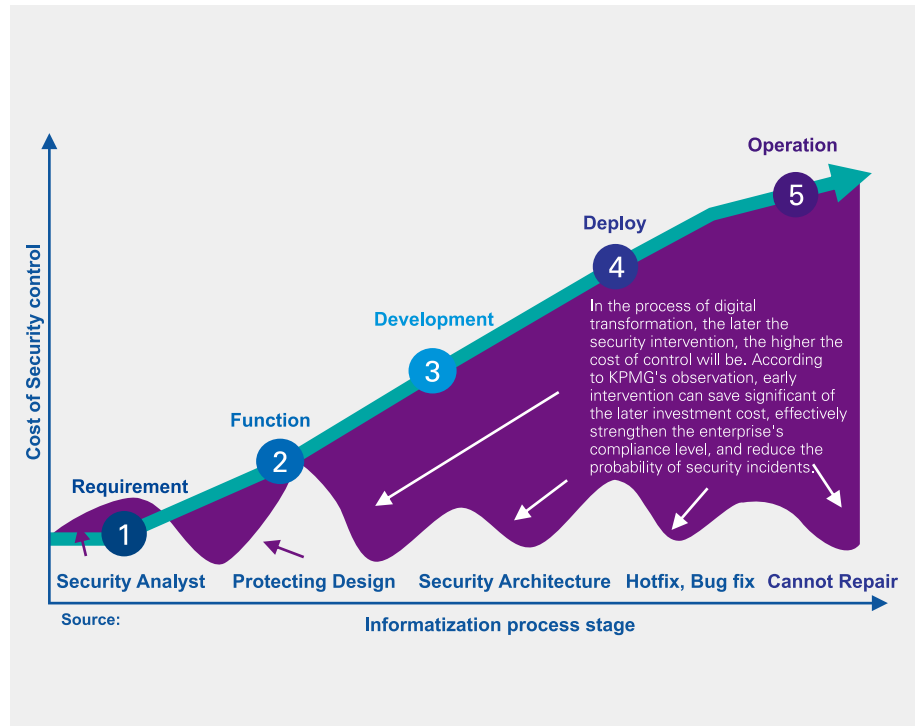 Operation
5
Deploy
4
In the process of digital
transformation, the later the
security intervention, the higher the
cost of control will be. According
to KPMG's observation, early
intervention can save significant of
the later investment cost, effectively
strengthen the enterprise's
compliance level, and reduce the
probability of security incidents.
Development
3
Function
2
Requirement
1
Cost of Security control
Security Analyst
Protecting Design
Security Architecture
Hotfix, Bug fix
Cannot Repair
Source:
Informatization process stage